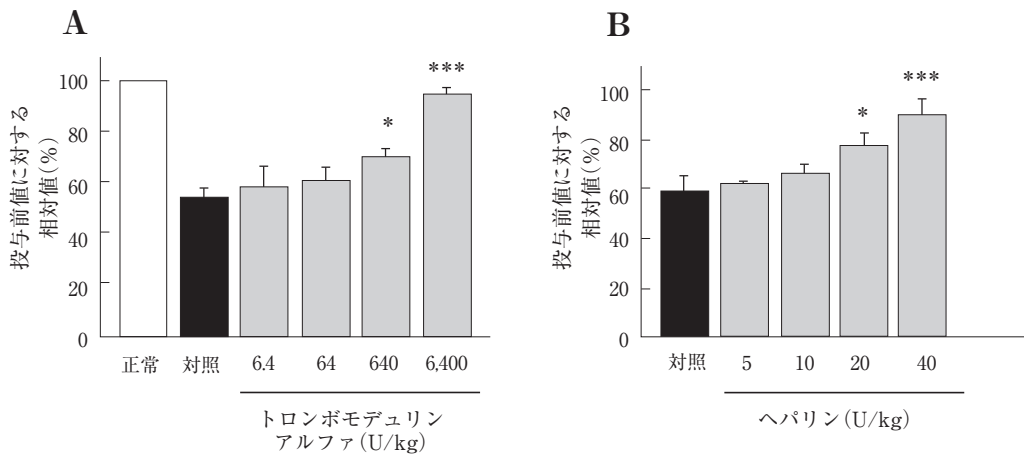 A
投与前値に対する
相対値(%)
100
80
60
40
20
0
*
***
正常 対照 6.4 64 640 6,400
トロンボモデュリン
アルファ(U/kg)
B
投与前値に対する
相対値(%)
100
80
60
40
20
0
*
***
対照 5 10 20 40
ヘパリン(U/kg)